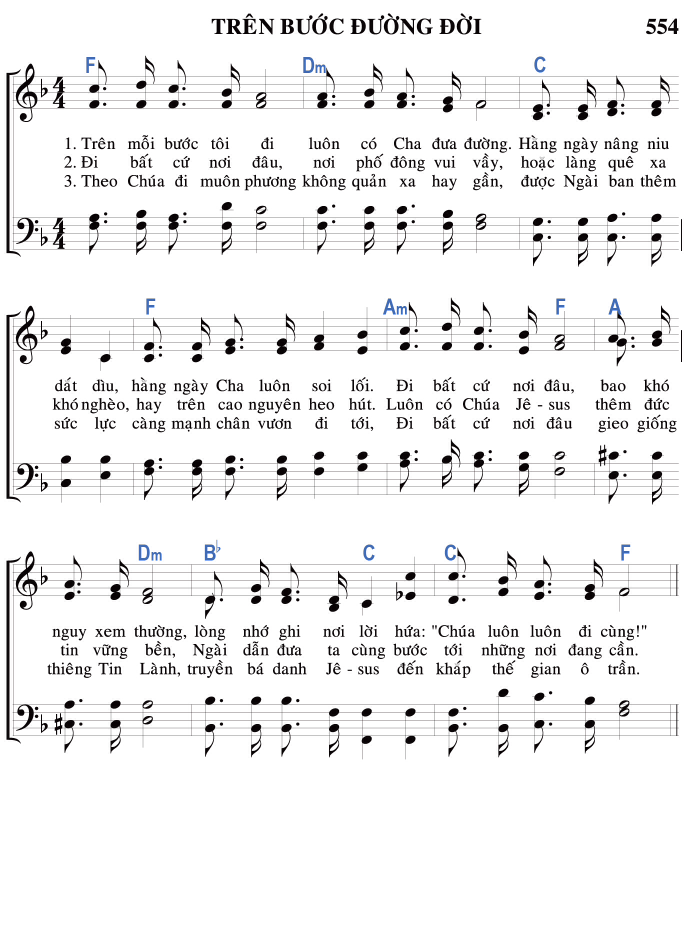 TRÊN BƯỚC ĐƯỜNG ĐỜI 554
F Dm C
4 4
1. Trên mỗi bước tôi đi luôn có Cha đưa đường. Hằng ngày nâng niu
2. Đi bất cứ nơi đâu, nơi phố đông vui vầy, hoặc làng quê xa
3. Theo Chúa đi muôn phương không quản xa hay gần, được Ngài ban thêm
4 4
F Am F A
dát dìu, hằng ngày Cha luôn soi lối. Đi bất cứ nơi đâu, bao khó
khó nghèo, hay trên cao nguyên heo hút. Luôn có Chúa Jê - sus thêm đức
sức lực càng mạnh chân vươn đi tới, Đi bất cứ nơi đâu gieo giống
Dm B♭ C C F
nguy xem thường, lòng nhớ ghi nơi lời hứa: "Chúa luôn luôn đi cùng!"
tin vững bền, Ngài dẫn đưa ta cùng bước tới những nơi đang cần.
thiêng Tin Lành, truyền bá danh Jê - sus đến khắp thế gian ô trần.